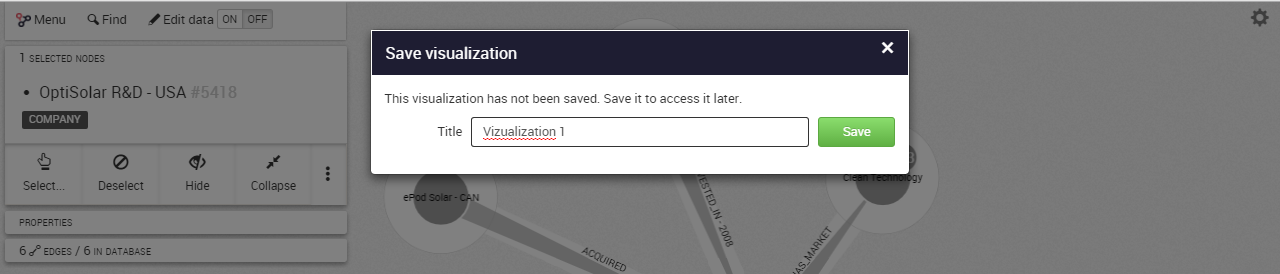 Menu Find Edit data ON OFF
1 SELECTED NODES
OptiSolar R&D - USA #5418
COMPANY
Select... Deselect Hide Collapse
PROPERTIES
6 EDGES / 6 IN DATABASE
Save visualization ×
This visualization has not been saved. Save it to access it later.
Title Vizualization 1 Save
ePod Solar - CAN
Clean Technology
ACQUIRED
ESTED_IN - 2008
AS_MARKET